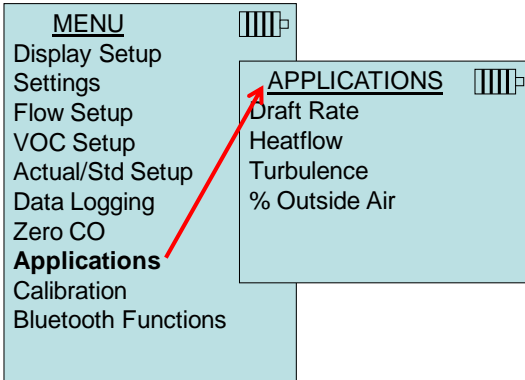 MENU
Display Setup
Settings
Flow Setup
VOC Setup
Actual/Std Setup
Data Logging
Zero CO
Applications
Calibration
Bluetooth Functions
APPLICATIONS
Draft Rate
Heatflow
Turbulence
% Outside Air